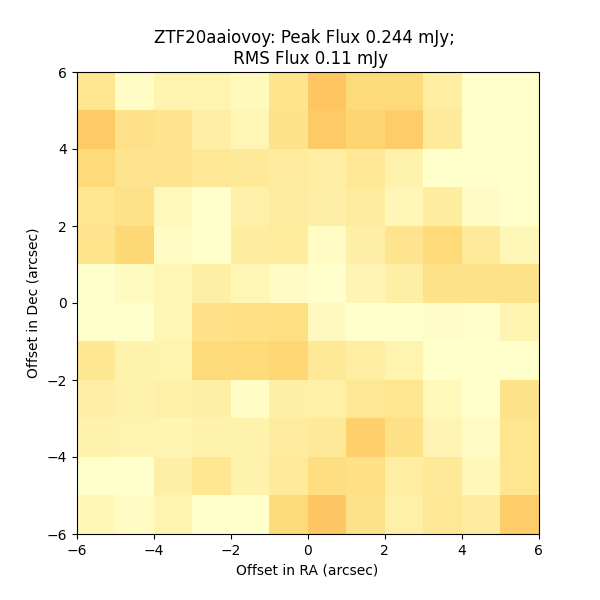 ZTF20aaiovoy: Peak Flux 0.244 mJy;
RMS Flux 0.11 mJy
6
4
2
0
−2
−4
−6
Offset in Dec (arcsec)
−6 −4 −2 0 2 4 6
Offset in RA (arcsec)